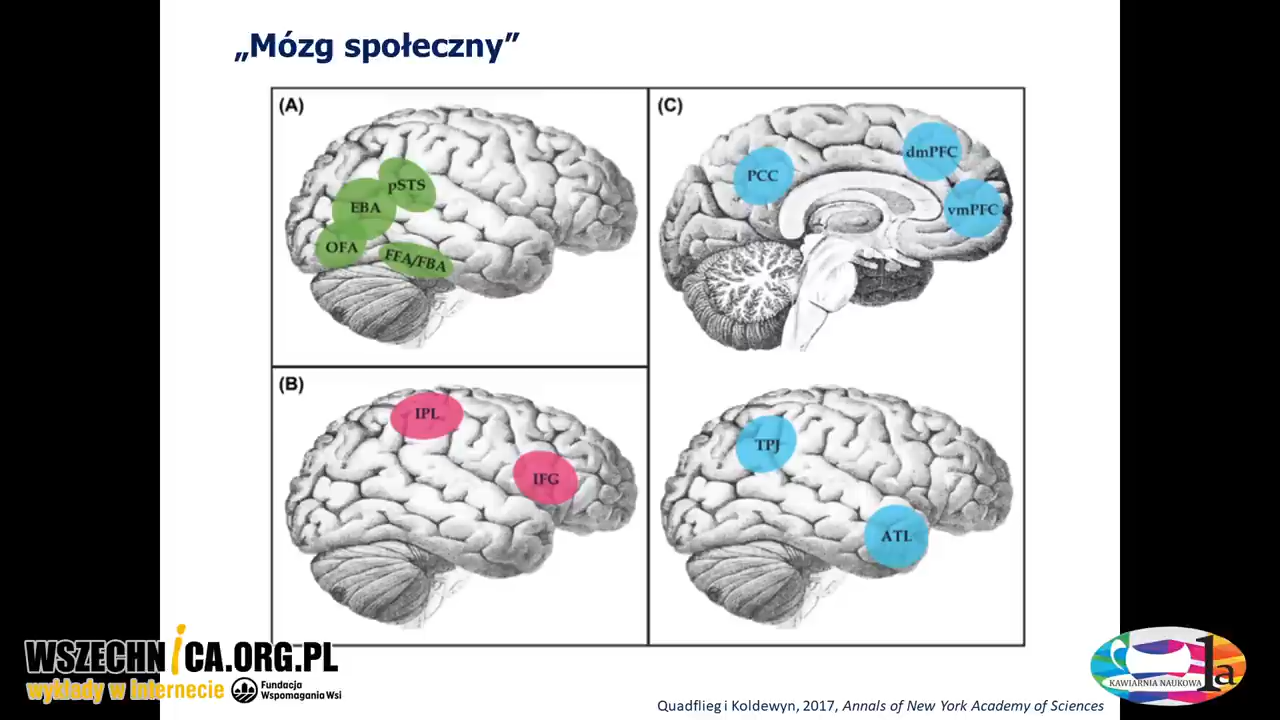 „Mózg społeczny”
(A)
pSTS
EBA
OFA
FFA/FBA
(B)
IPL
IFG
(C)
PCC
dmPFC
vmPFC
TPJ
ATL
WSZECHNICA.ORG.PL
wykłady w Internecie
Fundacja
Wspomagania Wsi
KAWIARNIA NAUKOWA
1a
Quadflieg i Koldewyn, 2017, Annals of New York Academy of Sciences